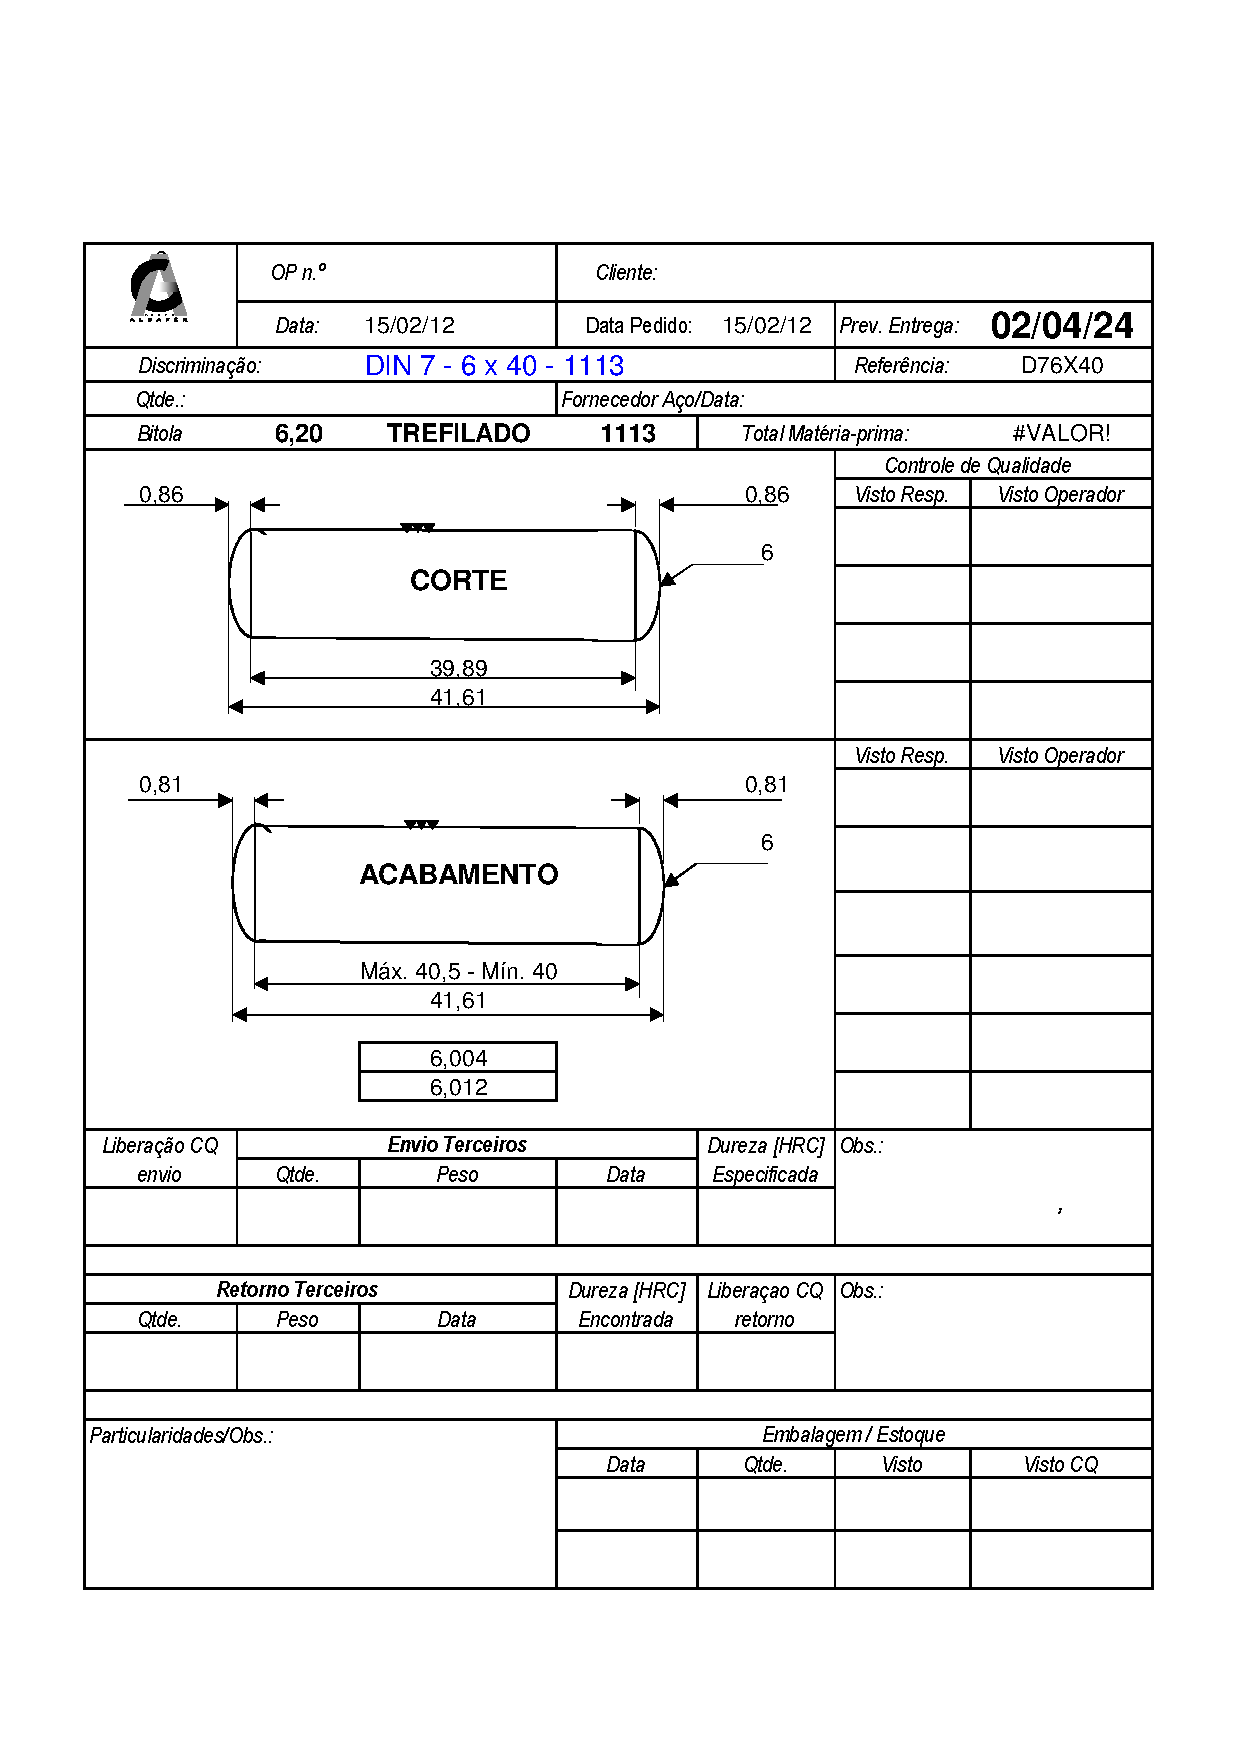 ALBAFER
OP n.º Cliente:
Data: 15/02/12 Data Pedido: 15/02/12 Prev. Entrega: 02/04/24
Discriminação: DIN 7 - 6 x 40 - 1113 Referência: D76X40
Qtde.: Fornecedor Aço/Data:
Bitola 6,20 TREFILADO 1113 Total Matéria-prima: #VALOR!
Controle de Qualidade
0,86 0,86 Visto Resp. Visto Operador
6
CORTE
39,89
41,61
Visto Resp. Visto Operador
0,81 0,81
6
ACABAMENTO
Máx. 40,5 - Mín. 40
41,61
6,004
6,012
Liberação CQ Envio Terceiros Dureza [HRC] Obs.:
envio Qtde. Peso Data Especificada
,
Retorno Terceiros Dureza [HRC] Liberaçao CQ Obs.:
Qtde. Peso Data Encontrada retorno
Particularidades/Obs.: Embalagem / Estoque
Data Qtde. Visto Visto CQ